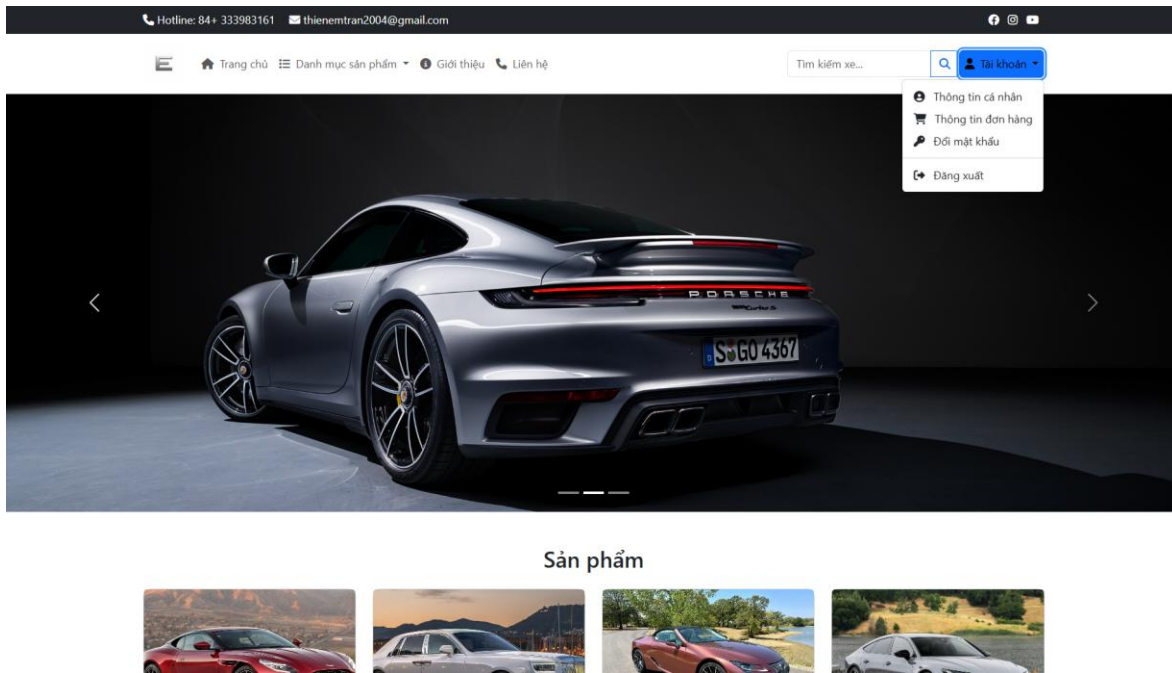 Hotline: 84+ 333983161 thienemtran2004@gmail.com
Trang chủ Danh mục sản phẩm Giới thiệu Liên hệ Tìm kiếm xe... Tài khoản
Thông tin cá nhân
Thông tin đơn hàng
Đổi mật khẩu
Đăng xuất
PORSCHE
S GO 4367
Sản phẩm